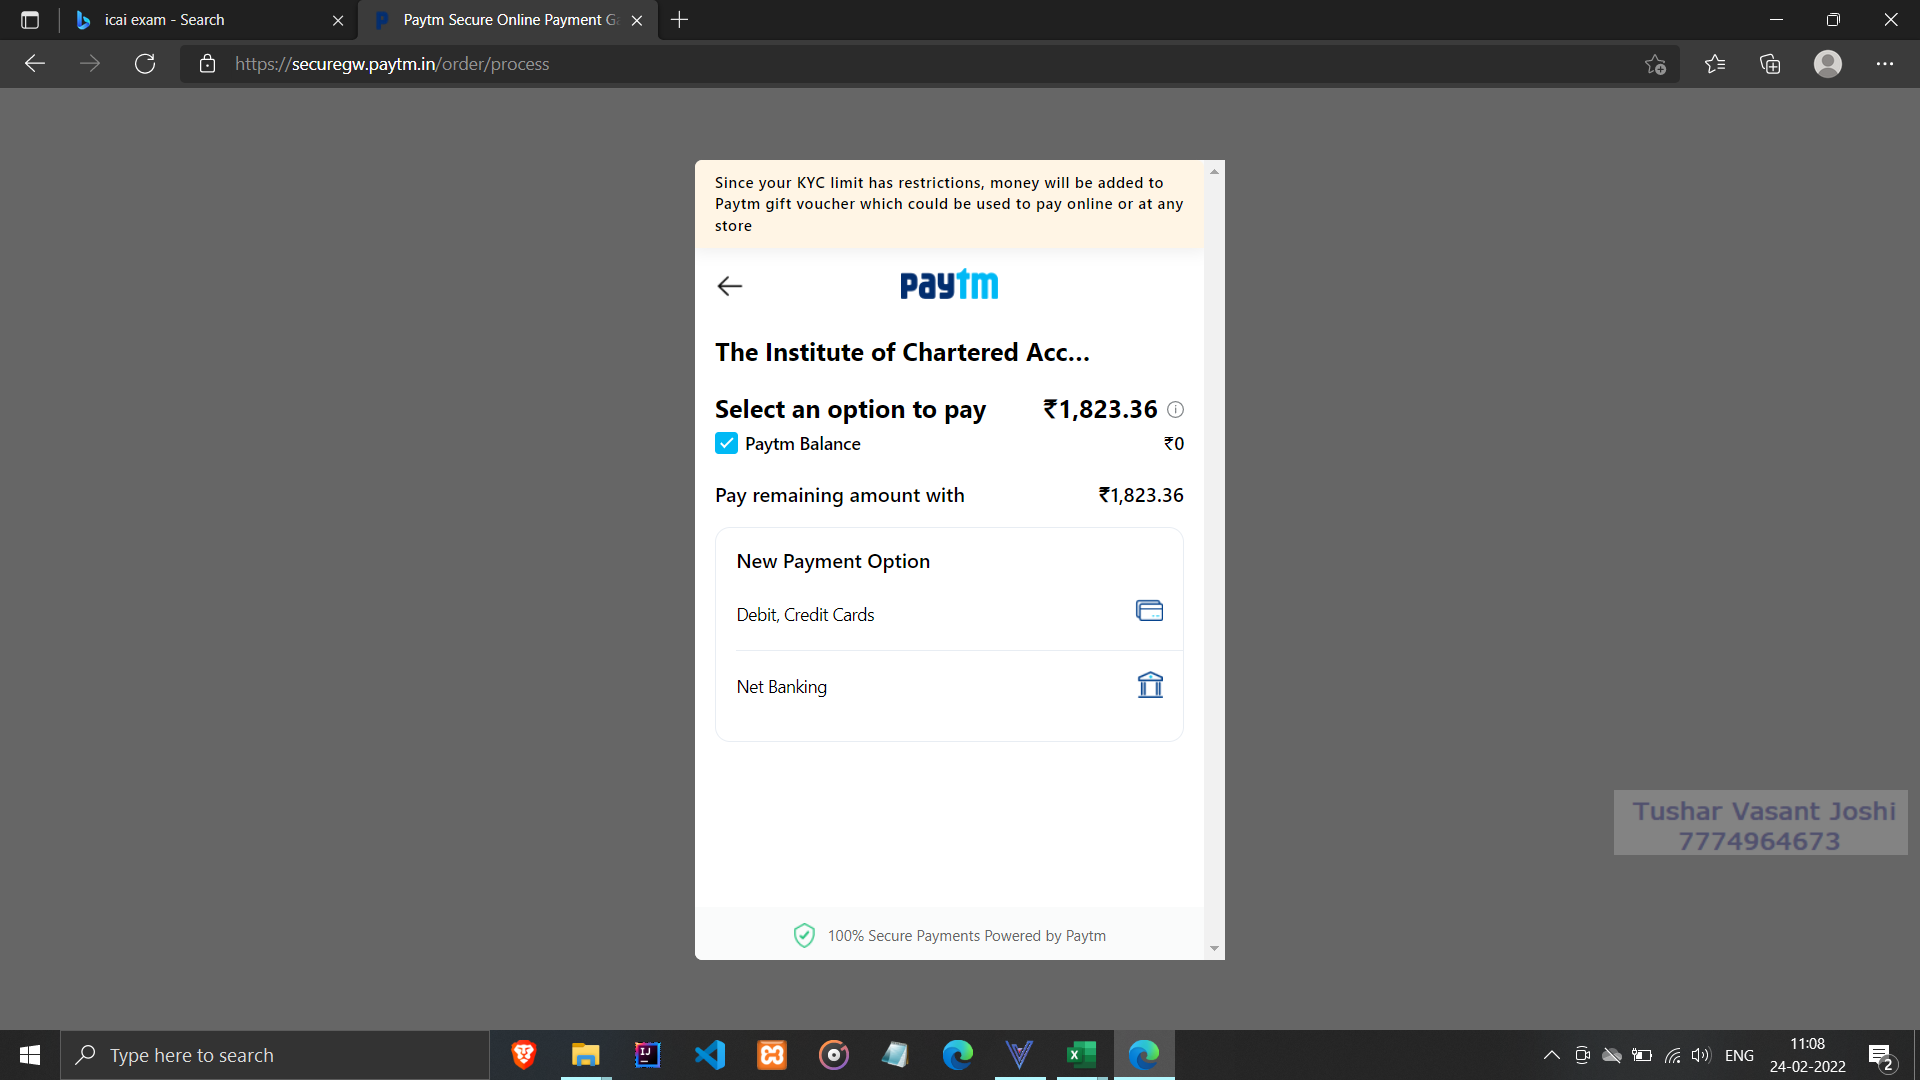 icai exam - Search
Paytm Secure Online Payment Ga
https://securegw.paytm.in/order/process
Since your KYC limit has restrictions, money will be added to
Paytm gift voucher which could be used to pay online or at any
store
paytm
The Institute of Chartered Acc...
Select an option to pay ₹1,823.36
Paytm Balance ₹0
Pay remaining amount with ₹1,823.36
New Payment Option
Debit, Credit Cards
Net Banking
Tushar Vasant Joshi
7774964673
100% Secure Payments Powered by Paytm
Type here to search
ENG
11:08
24-02-2022
2